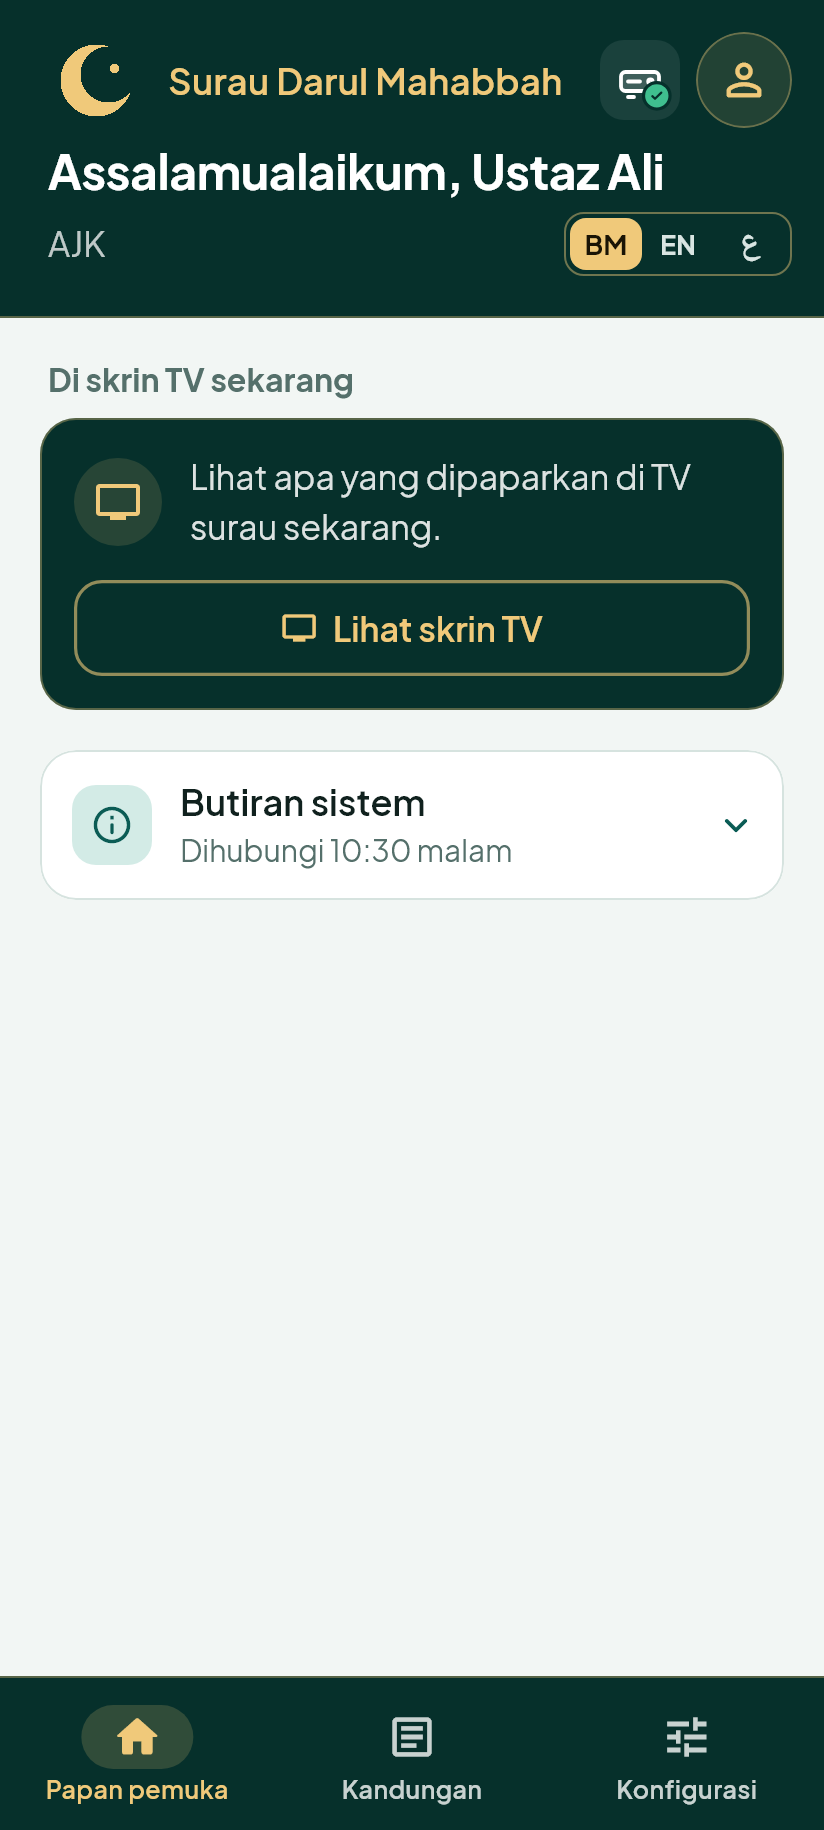 Surau Darul Mahabbah
Assalamualaikum, Ustaz Ali
AJK
BM EN ع
Di skrin TV sekarang
Lihat apa yang dipaparkan di TV
surau sekarang.
Lihat skrin TV
Butiran sistem
Dihubungi 10:30 malam
Papan pemuka
Kandungan
Konfigurasi